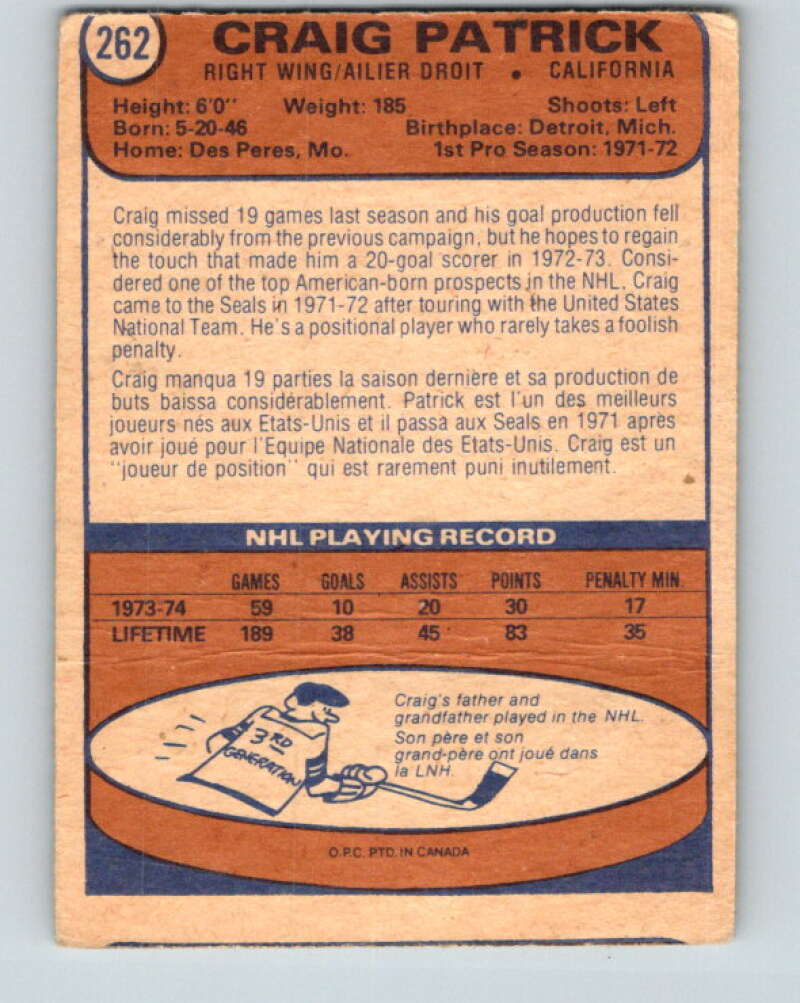 262
CRAIG PATRICK
RIGHT WING/AILIER DROIT • CALIFORNIA
Height: 6'0" Weight: 185 Shoots: Left
Born: 5-20-46 Birthplace: Detroit, Mich.
Home: Des Peres, Mo. 1st Pro Season: 1971-72
Craig missed 19 games last season and his goal production fell
considerably from the previous campaign, but he hopes to regain
the touch that made him a 20-goal scorer in 1972-73. Consi-
dered one of the top American-born prospects in the NHL, Craig
came to the Seals in 1971-72 after touring with the United States
National Team. He's a positional player who rarely takes a foolish
penalty.
Craig manqua 19 parties la saison dernière et sa production de
buts baissa considérablement. Patrick est l'un des meilleurs
joueurs nés aux Etats-Unis et il passa aux Seals en 1971 après
avoir joué pour l'Equipe Nationale des Etats-Unis. Craig est un
"joueur de position" qui est rarement puni inutilement.
NHL PLAYING RECORD
GAMES GOALS ASSISTS POINTS PENALTY MIN.
1973-74 59 10 20 30 17
LIFETIME 189 38 45 83 35
3RD
GENERATION
Craig's father and
grandfather played in the NHL.
Son père et son
grand-père ont joué dans
la LNH.
O.P.C. PTD. IN CANADA